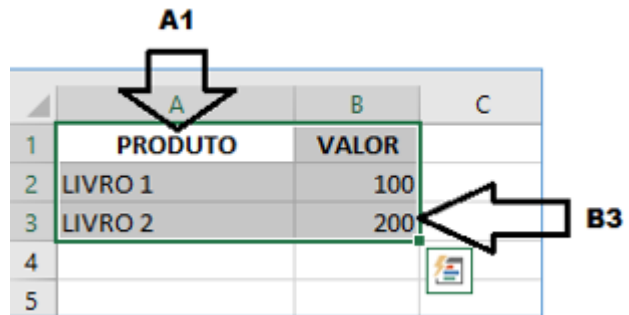 A1
A B C
1 PRODUTO VALOR
2 LIVRO 1 100
3 LIVRO 2 200
B3
4
5